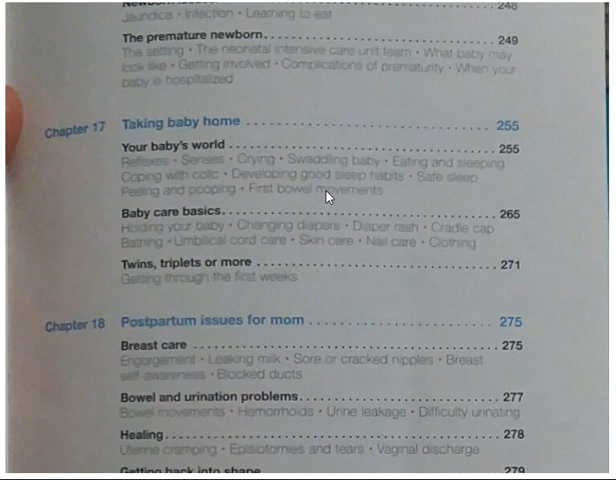 248
Jaundice • Infection • Learning to eat
The premature newborn..................................................249
The setting • The neonatal intensive care unit team • What baby may
look like • Getting involved • Complications of prematurity • When your
baby is hospitalized
Chapter 17 Taking baby home ........................................ 255
Your baby's world .......................................................255
Reflexes • Senses • Crying • Swaddling baby • Eating and sleeping
Coping with colic • Developing good sleep habits • Safe sleep
Peeing and pooping • First bowel movements
Baby care basics.........................................................265
Holding your baby • Changing diapers • Diaper rash • Cradle cap
Bathing • Umbilical cord care • Skin care • Nail care • Clothing
Twins, triplets or more ..................................................271
Getting through the first weeks
Chapter 18 Postpartum issues for mom ............................... 275
Breast care ...............................................................275
Engorgement • Leaking milk • Sore or cracked nipples • Breast
self-awareness • Blocked ducts
Bowel and urination problems........................................277
Bowel movements • Hemorrhoids • Urine leakage • Difficulty urinating
Healing....................................................................278
Uterine cramping • Episiotomies and tears • Vaginal discharge
Getting back into shape 279